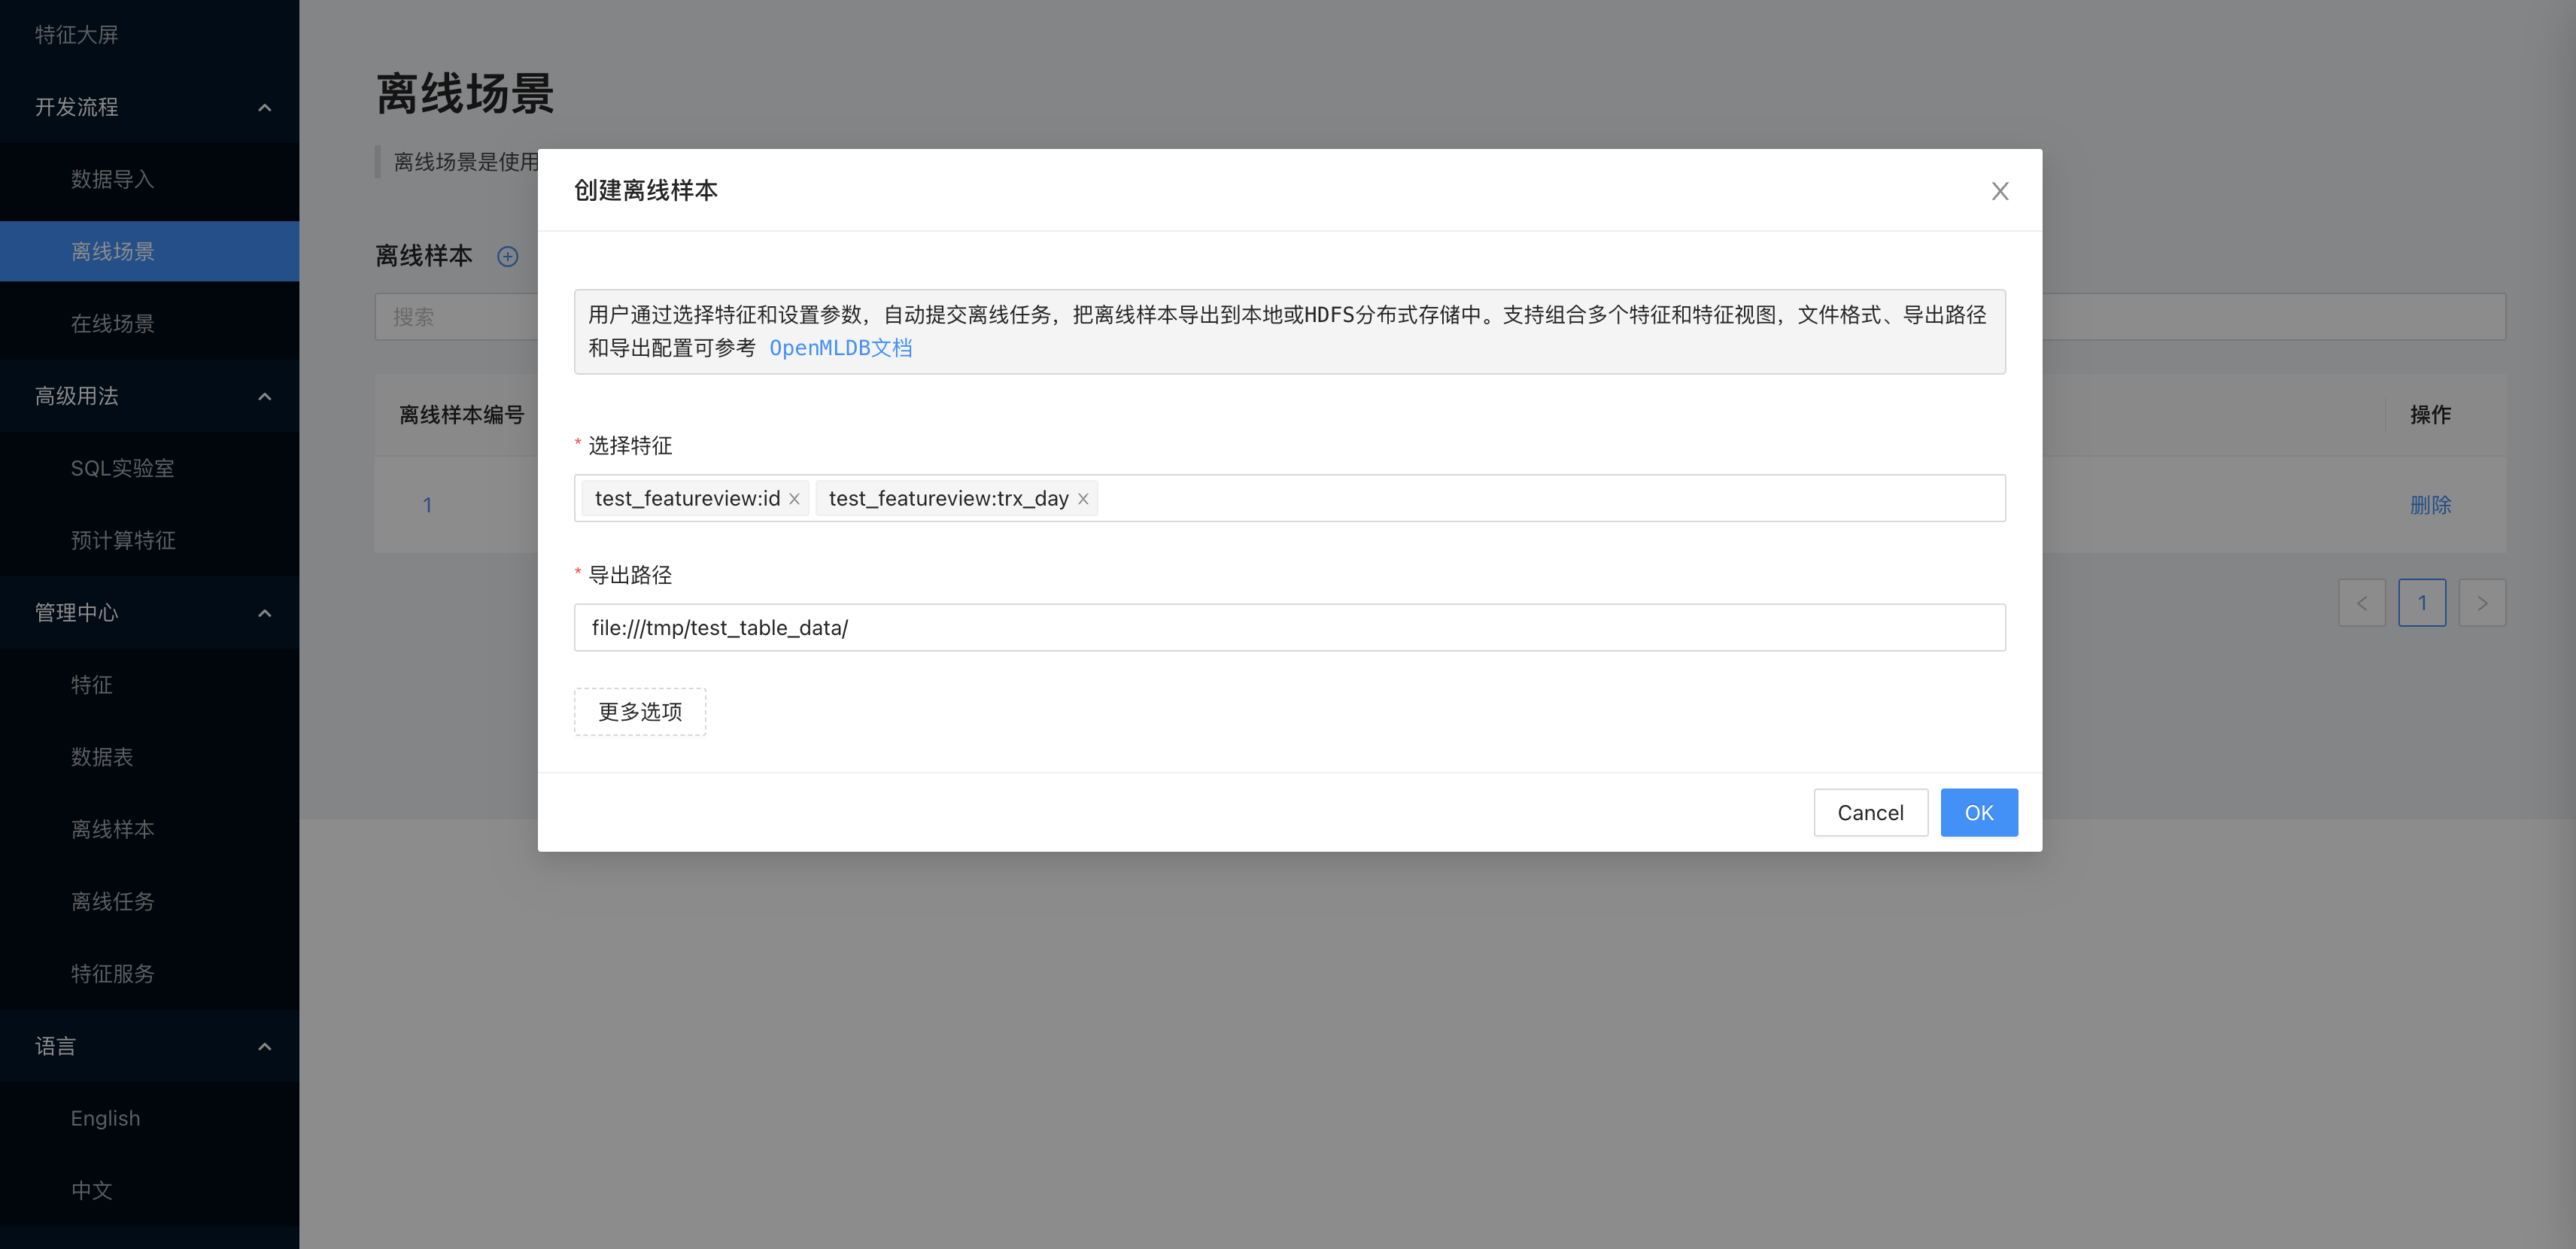 特征大屏
开发流程
数据导入
离线场景
在线场景
高级用法
SQL实验室
预计算特征
管理中心
特征
数据表
离线样本
离线任务
特征服务
语言
English
中文
离线场景
离线场景是使用
离线样本
搜索
离线样本编号
操作
1
删除
1
创建离线样本
用户通过选择特征和设置参数，自动提交离线任务，把离线样本导出到本地或HDFS分布式存储中。支持组合多个特征和特征视图，文件格式、导出路径
和导出配置可参考 OpenMLDB文档
* 选择特征
test_featureview:id test_featureview:trx_day
* 导出路径
file:///tmp/test_table_data/
更多选项
Cancel OK